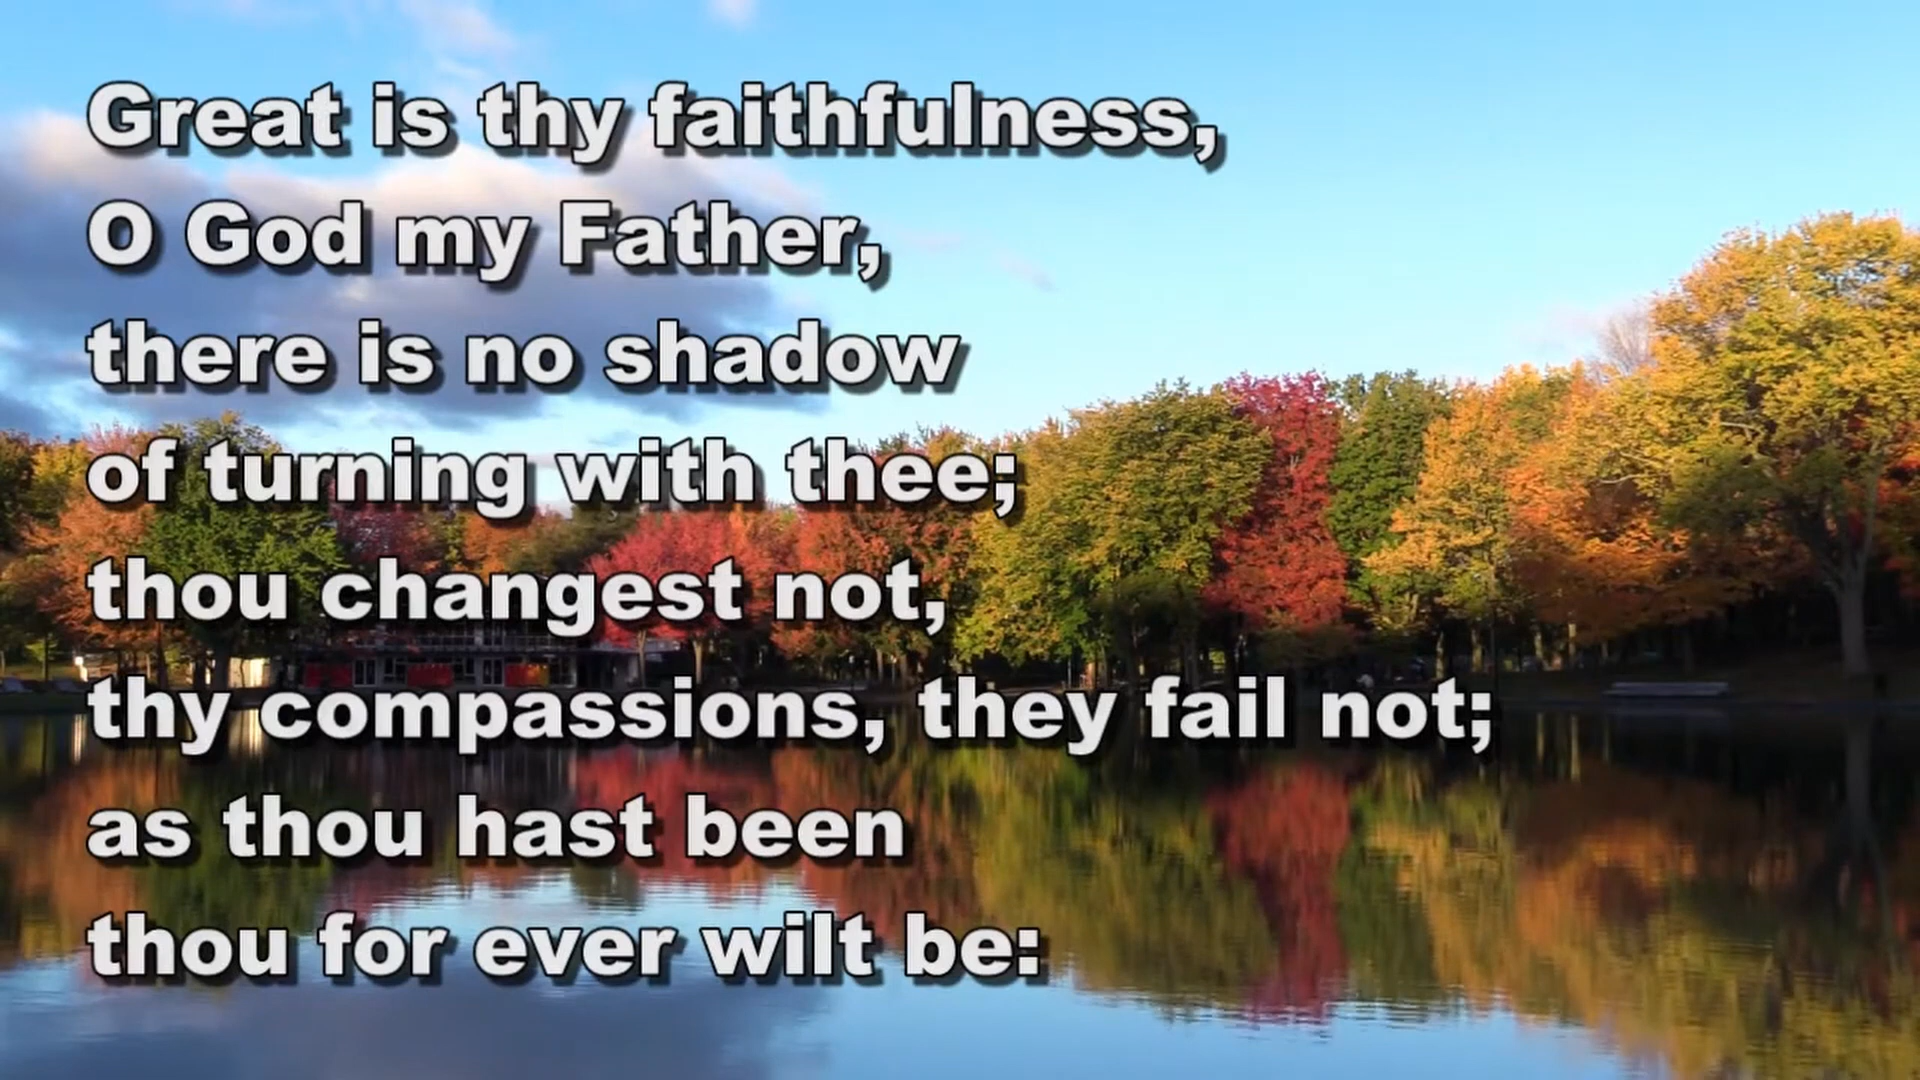 Great is thy faithfulness,
O God my Father,
there is no shadow
of turning with thee;
thou changest not,
thy compassions, they fail not;
as thou hast been
thou for ever wilt be: